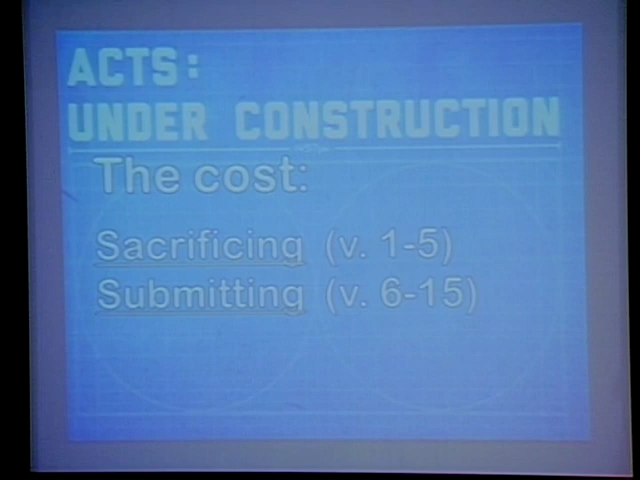 ACTS:
UNDER CONSTRUCTION
The cost:
Sacrificing (v. 1-5)
Submitting (v. 6-15)